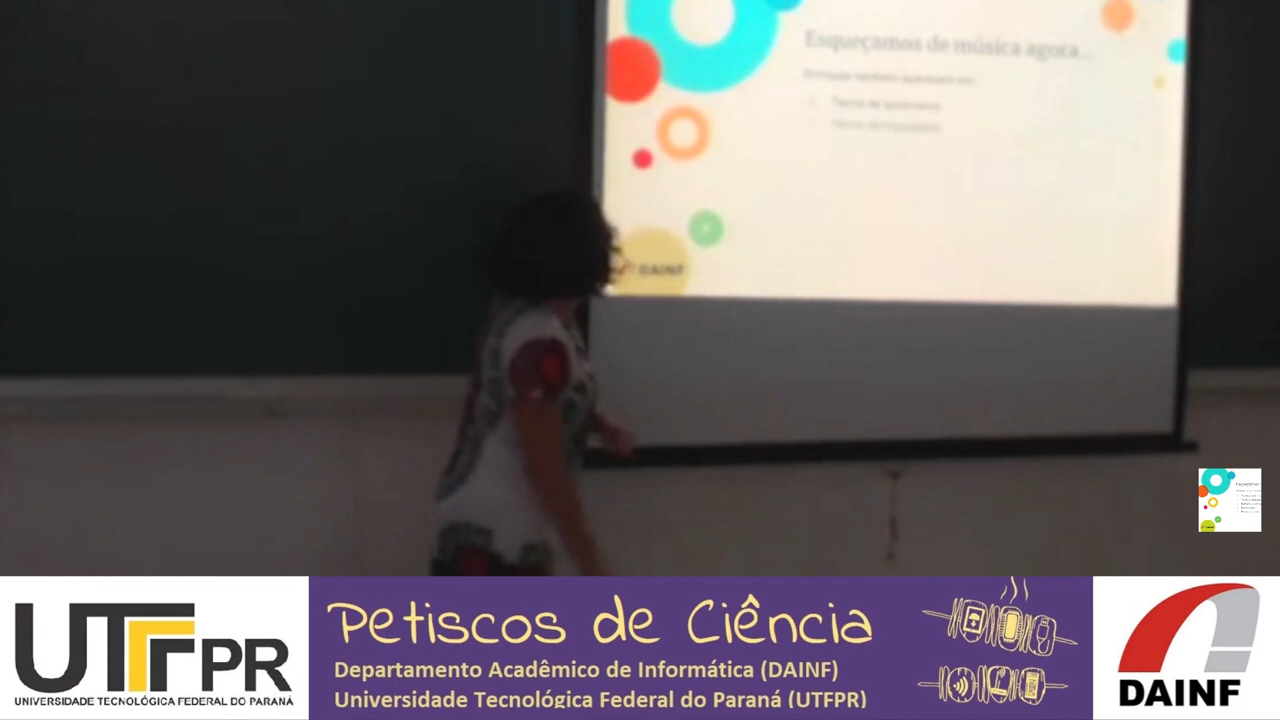 Esqueçamos de música agora...
DAINF
UTFPR
UNIVERSIDADE TECNOLÓGICA FEDERAL DO PARANÁ
Petiscos de Ciência
Departamento Acadêmico de Informática (DAINF)
Universidade Tecnológica Federal do Paraná (UTFPR)
DAINF